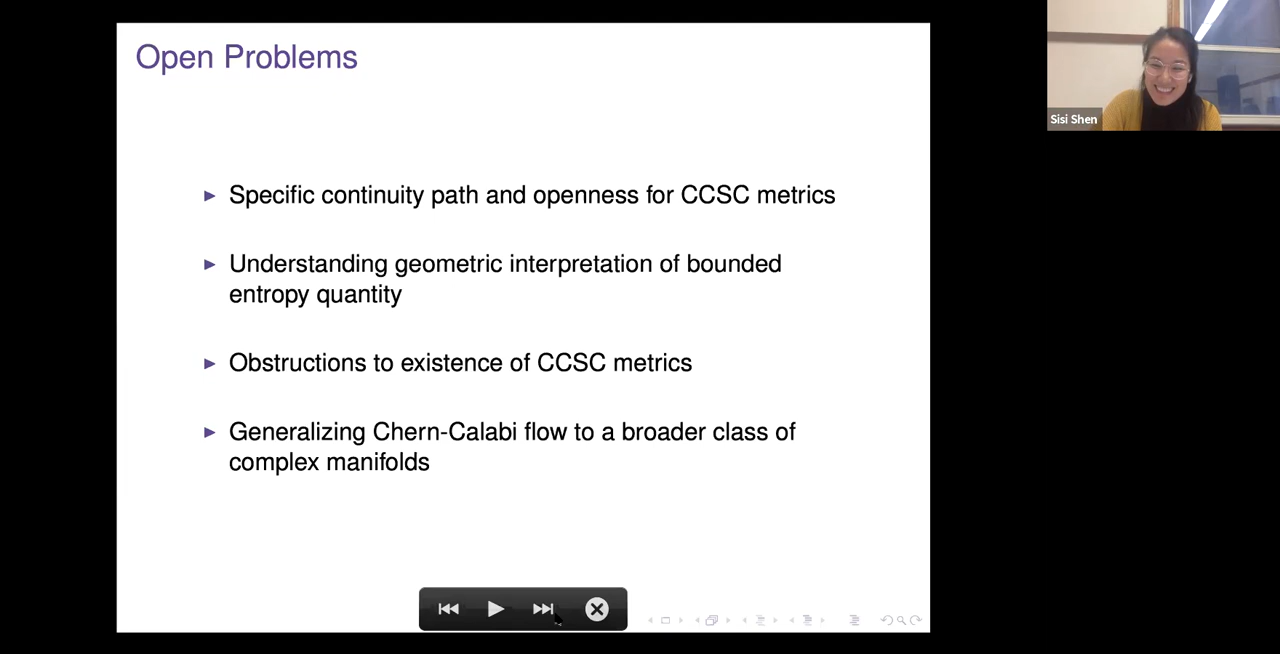 Open Problems
Specific continuity path and openness for CCSC metrics
Understanding geometric interpretation of bounded
entropy quantity
Obstructions to existence of CCSC metrics
Generalizing Chern-Calabi flow to a broader class of
complex manifolds
Sisi Shen